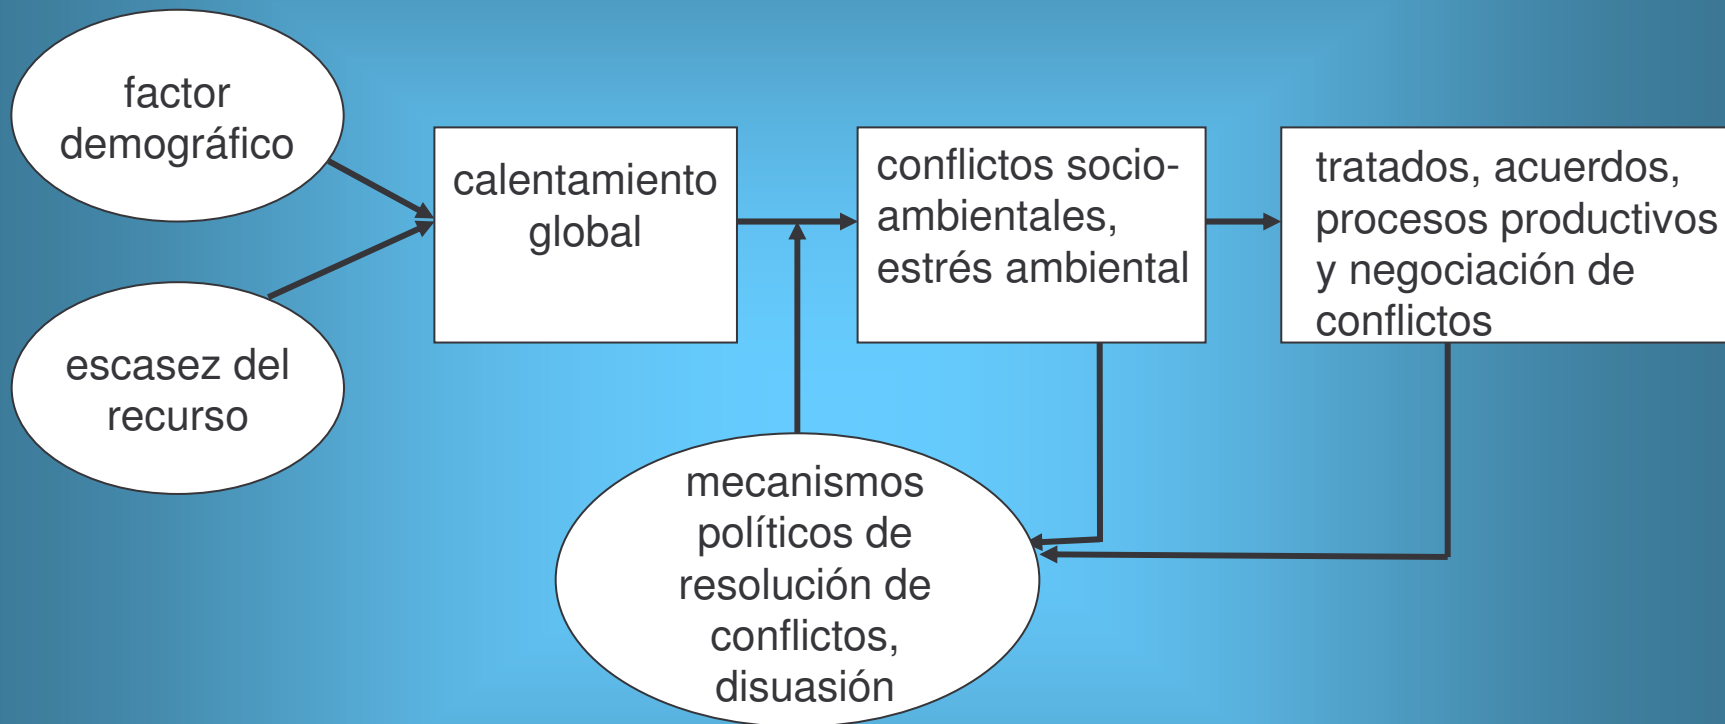 factor
demográfico
escasez del
recurso
calentamiento
global
conflictos socio-
ambientales,
estrés ambiental
tratados, acuerdos,
procesos productivos
y negociación de
conflictos
mecanismos
políticos de
resolución de
conflictos,
disuasión